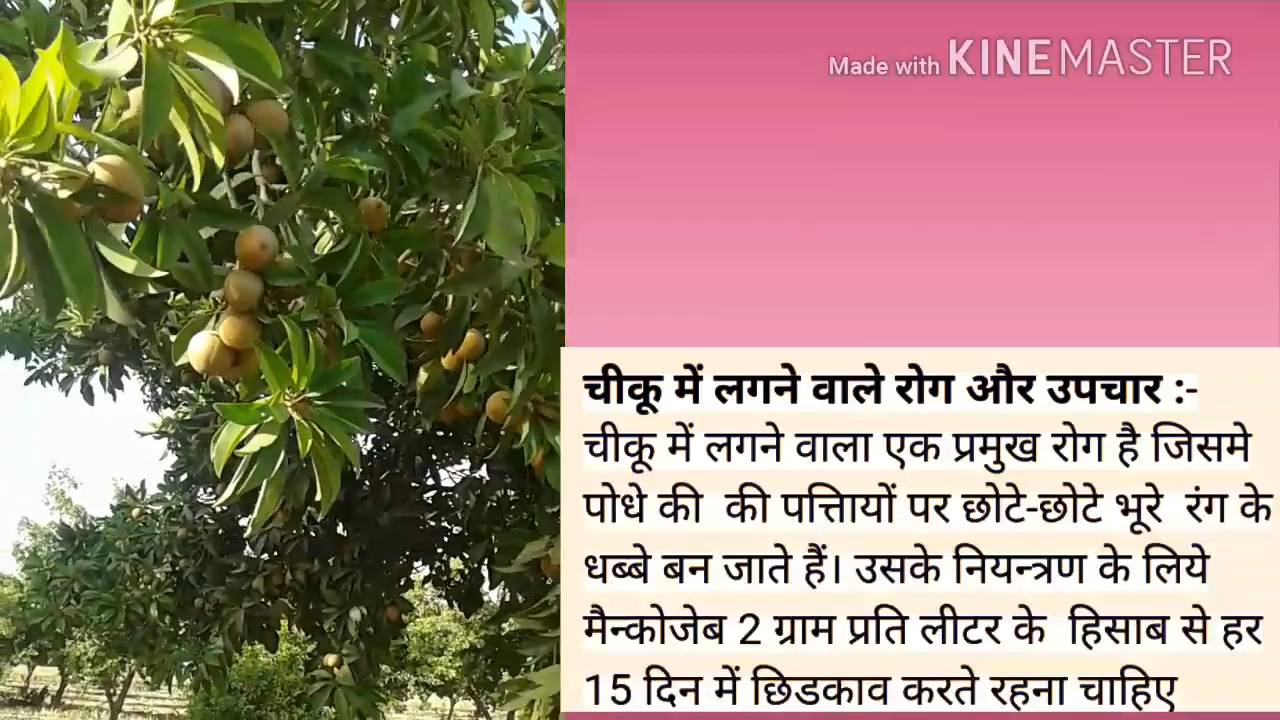 Made with KINEMASTER
चीकू में लगने वाले रोग और उपचार :-
चीकू में लगने वाला एक प्रमुख रोग है जिसमे
पोधे की की पत्तिायों पर छोटे-छोटे भूरे रंग के
धब्बे बन जाते हैं। उसके नियन्त्रण के लिये
मैन्कोजेब 2 ग्राम प्रति लीटर के हिसाब से हर
15 दिन में छिडकाव करते रहना चाहिए